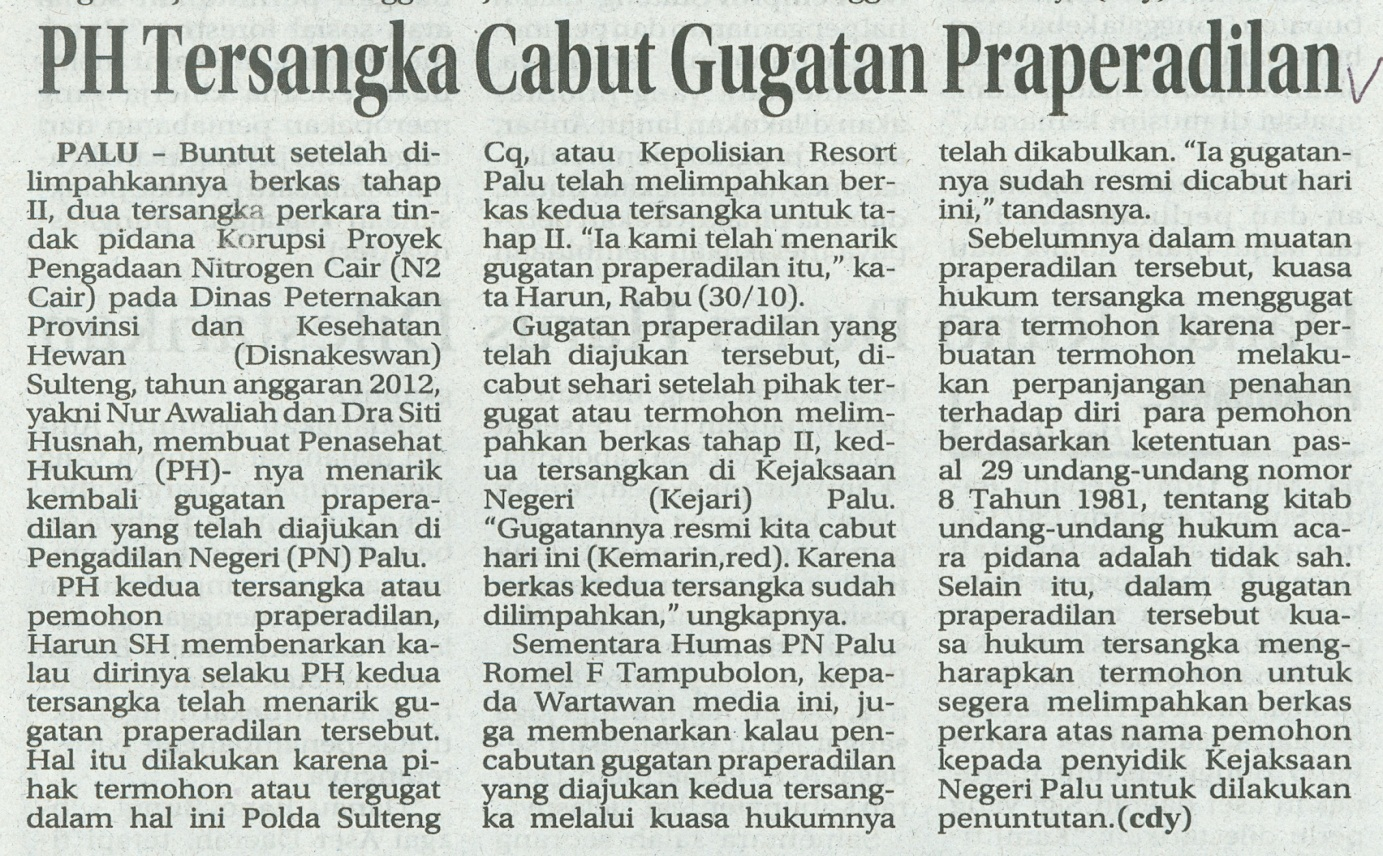 PH Tersangka Cabut Gugatan Praperadilan
PALU – Buntut setelah di-
limpahkannya berkas tahap
II, dua tersangka perkara tin-
dak pidana Korupsi Proyek
Pengadaan Nitrogen Cair (N2
Cair) pada Dinas Peternakan
Provinsi dan Kesehatan
Hewan (Disnakeswan)
Sulteng, tahun anggaran 2012,
yakni Nur Awaliah dan Dra Siti
Husnah, membuat Penasehat
Hukum (PH)- nya menarik
kembali gugatan prapera
dilan yang telah diajukan di
Pengadilan Negeri (PN) Palu.
PH kedua tersangka atau
pemohon praperadilan,
Harun SH membenarkan ka-
lau dirinya selaku PH kedua
tersangka telah menarik gu-
gatan praperadilan tersebut.
Hal itu dilakukan karena pi-
hak termohon atau tergugat
dalam hal ini Polda Sulteng
Cq, atau Kepolisian Resort
Palu telah melimpahkan ber-
kas kedua tersangka untuk ta-
hap II. “Ia kami telah menarik
gugatan praperadilan itu,” ka-
ta Harun, Rabu (30/10).
Gugatan praperadilan yang
telah diajukan tersebut, di-
cabut sehari setelah pihak ter-
gugat atau termohon melim-
pahkan berkas tahap II, ked-
ua tersangkan di Kejaksaan
Negeri (Kejari) Palu.
“Gugatannya resmi kita cabut
hari ini (Kemarin,red). Karena
berkas kedua tersangka sudah
dilimpahkan,” ungkapnya.
Sementara Humas PN Palu
Romel F Tampubolon, kepa-
da Wartawan media ini, ju-
ga membenarkan kalau pen-
cabutan gugatan praperadilan
yang diajukan kedua tersang-
ka melalui kuasa hukumnya
telah dikabulkan. “Ia gugatan-
nya sudah resmi dicabut hari
ini,” tandasnya.
Sebelumnya dalam muatan
praperadilan tersebut, kuasa
hukum tersangka menggugat
para termohon karena per-
buatan termohon melaku-
kan perpanjangan penahan
terhadap diri para pemohon
berdasarkan ketentuan pas-
al 29 undang-undang nomor
8 Tahun 1981, tentang kitab
undang-undang hukum aca-
ra pidana adalah tidak sah.
Selain itu, dalam gugatan
praperadilan tersebut kua-
sa hukum tersangka meng-
harapkan termohon untuk
segera melimpahkan berkas
perkara atas nama pemohon
kepada penyidik Kejaksaan
Negeri Palu untuk dilakukan
penuntutan.(cdy)